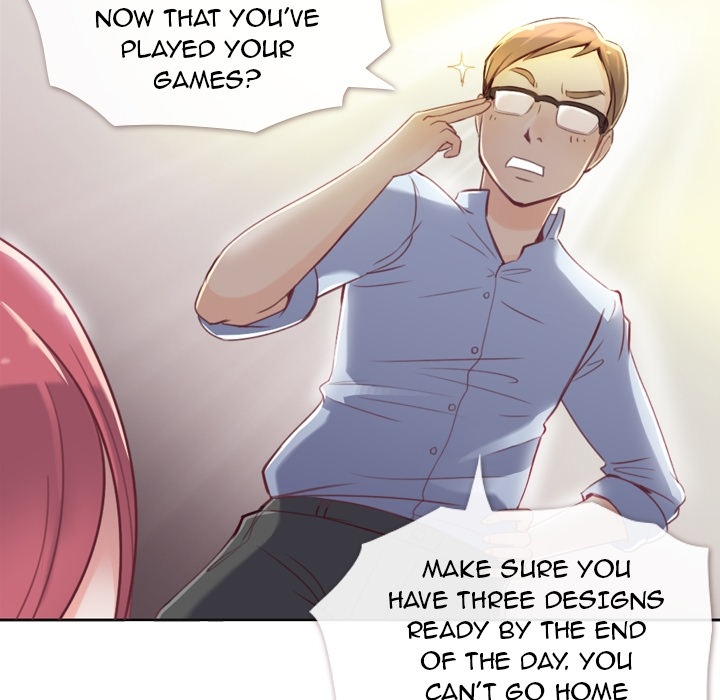 NOW THAT YOU'VE
PLAYED YOUR
GAMES?
MAKE SURE YOU
HAVE THREE DESIGNS
READY BY THE END
OF THE DAY. YOU
CAN'T GO HOME